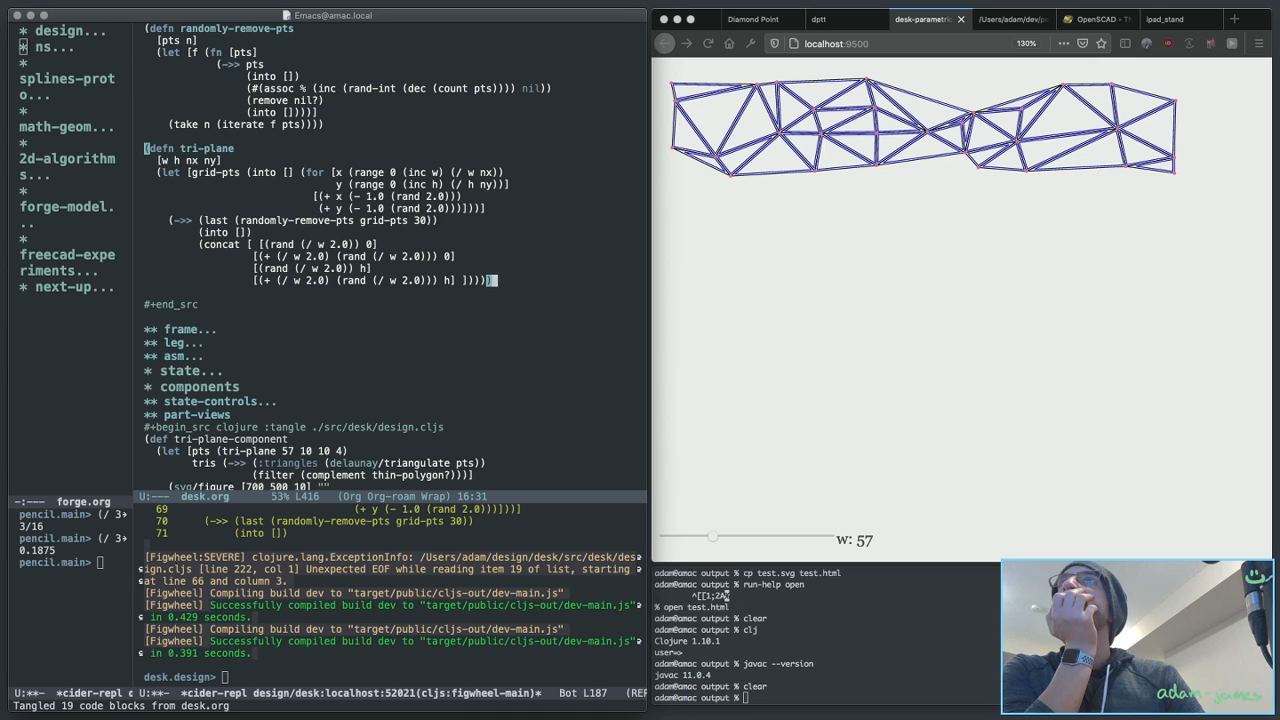 Emacs@amac.local
* design...
* ns...
*
splines-prot
o...
*
math-geom...
*
2d-algorithm
s...
*
forge-model.
..
*
freecad-expe
riments...
* next-up...
-:--- forge.org
pencil.main> (/ 3
3/16
pencil.main> (/ 3
0.1875
pencil.main>
(defn randomly-remove-pts
[pts n]
(let [f (fn [pts]
(->> pts
(into [])
(#(assoc % (inc (rand-int (dec (count pts)))) nil))
(remove nil?)
(into [])))]
(take n (iterate f pts))))
(defn tri-plane
[w h nx ny]
(let [grid-pts (into [] (for [x (range 0 (inc w) (/ w nx))
y (range 0 (inc h) (/ h ny))]
[(+ x (- 1.0 (rand 2.0)))
(+ y (- 1.0 (rand 2.0)))]))]
(->> (last (randomly-remove-pts grid-pts 30))
(into [])
(concat [ [(rand (/ w 2.0)) 0]
[(+ (/ w 2.0) (rand (/ w 2.0))) 0]
[(rand (/ w 2.0)) h]
[(+ (/ w 2.0) (rand (/ w 2.0))) h] ]))))
#+end_src
** frame...
** leg...
** asm...
* state...
* components
** state-controls...
** part-views
#+begin_src clojure :tangle ./src/desk/design.cljs
(def tri-plane-component
(let [pts (tri-plane 57 10 10 4)
tris (->> (:triangles (delaunay/triangulate pts))
(filter (complement thin-polygon?)))]
(svg/figure [700 500 10] ""
U:**- desk.org 53% L416 (Org Org-roam Wrap) 16:31
69 (+ y (- 1.0 (rand 2.0)))]))]
70 (->> (last (randomly-remove-pts grid-pts 30))
71 (into [])
[Figwheel:SEVERE] clojure.lang.ExceptionInfo: /Users/adam/design/desk/src/desk/des
ign.cljs [line 222, col 1] Unexpected EOF while reading item 19 of list, starting
at line 66 and column 3.
[Figwheel] Compiling build dev to "target/public/cljs-out/dev-main.js"
[Figwheel] Successfully compiled build dev to "target/public/cljs-out/dev-main.js"
in 0.429 seconds.
[Figwheel] Compiling build dev to "target/public/cljs-out/dev-main.js"
[Figwheel] Successfully compiled build dev to "target/public/cljs-out/dev-main.js"
in 0.391 seconds.
desk.design>
U:**- *cider-repl d U:**- *cider-repl design/desk:localhost:52021(cljs:figwheel-main)* Bot L187 (REP
Tangled 19 code blocks from desk.org
Diamond Point dptt desk-parametric /Users/adam/dev/pe OpenSCAD - Th ipad_stand
localhost:9500 130%
w: 57
adam@amac output % cp test.svg test.html
adam@amac output % run-help open
^[[1;2A
% open test.html
adam@amac output % clear
adam@amac output % clj
Clojure 1.10.1
user=>
adam@amac output % javac --version
javac 11.0.4
adam@amac output % clear
adam@amac output %
adam-james